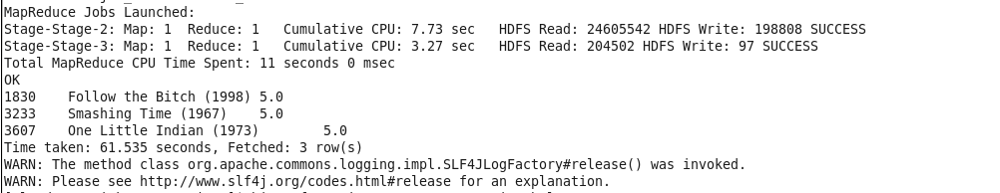 MapReduce Jobs Launched:
Stage-Stage-2: Map: 1  Reduce: 1   Cumulative CPU: 7.73 sec   HDFS Read: 24605542 HDFS Write: 198808 SUCCESS
Stage-Stage-3: Map: 1  Reduce: 1   Cumulative CPU: 3.27 sec   HDFS Read: 204502 HDFS Write: 97 SUCCESS
Total MapReduce CPU Time Spent: 11 seconds 0 msec
OK
1830    Follow the Bitch (1998) 5.0
3233    Smashing Time (1967)    5.0
3607    One Little Indian (1973)        5.0
Time taken: 61.535 seconds, Fetched: 3 row(s)
WARN: The method class org.apache.commons.logging.impl.SLF4JLogFactory#release() was invoked.
WARN: Please see http://www.slf4j.org/codes.html#release for an explanation.